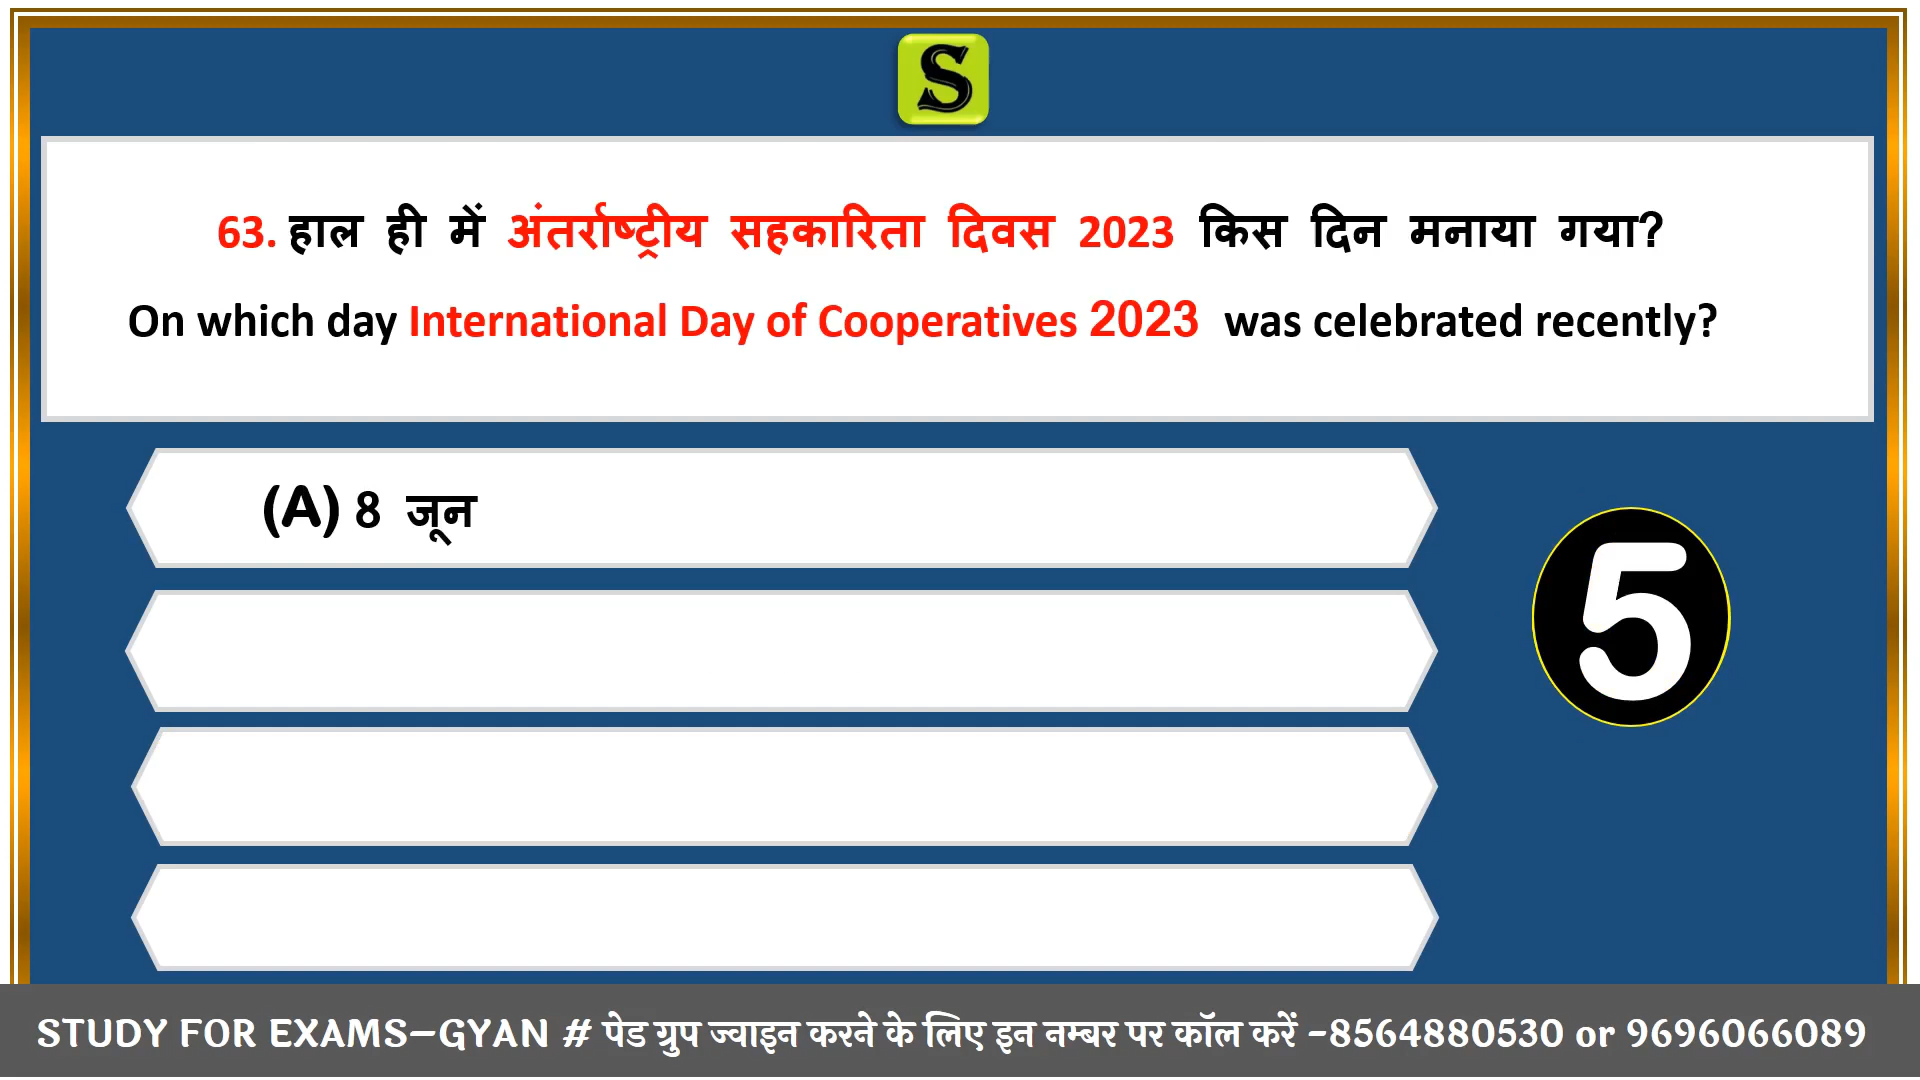 S
63. हाल ही में अंतर्राष्ट्रीय सहकारिता दिवस 2023 किस दिन मनाया गया?
On which day International Day of Cooperatives 2023 was celebrated recently?
(A) 8 जून
5
STUDY FOR EXAMS–GYAN # पेड ग्रुप ज्वाइन करने के लिए इन नम्बर पर कॉल करें -8564880530 or 9696066089